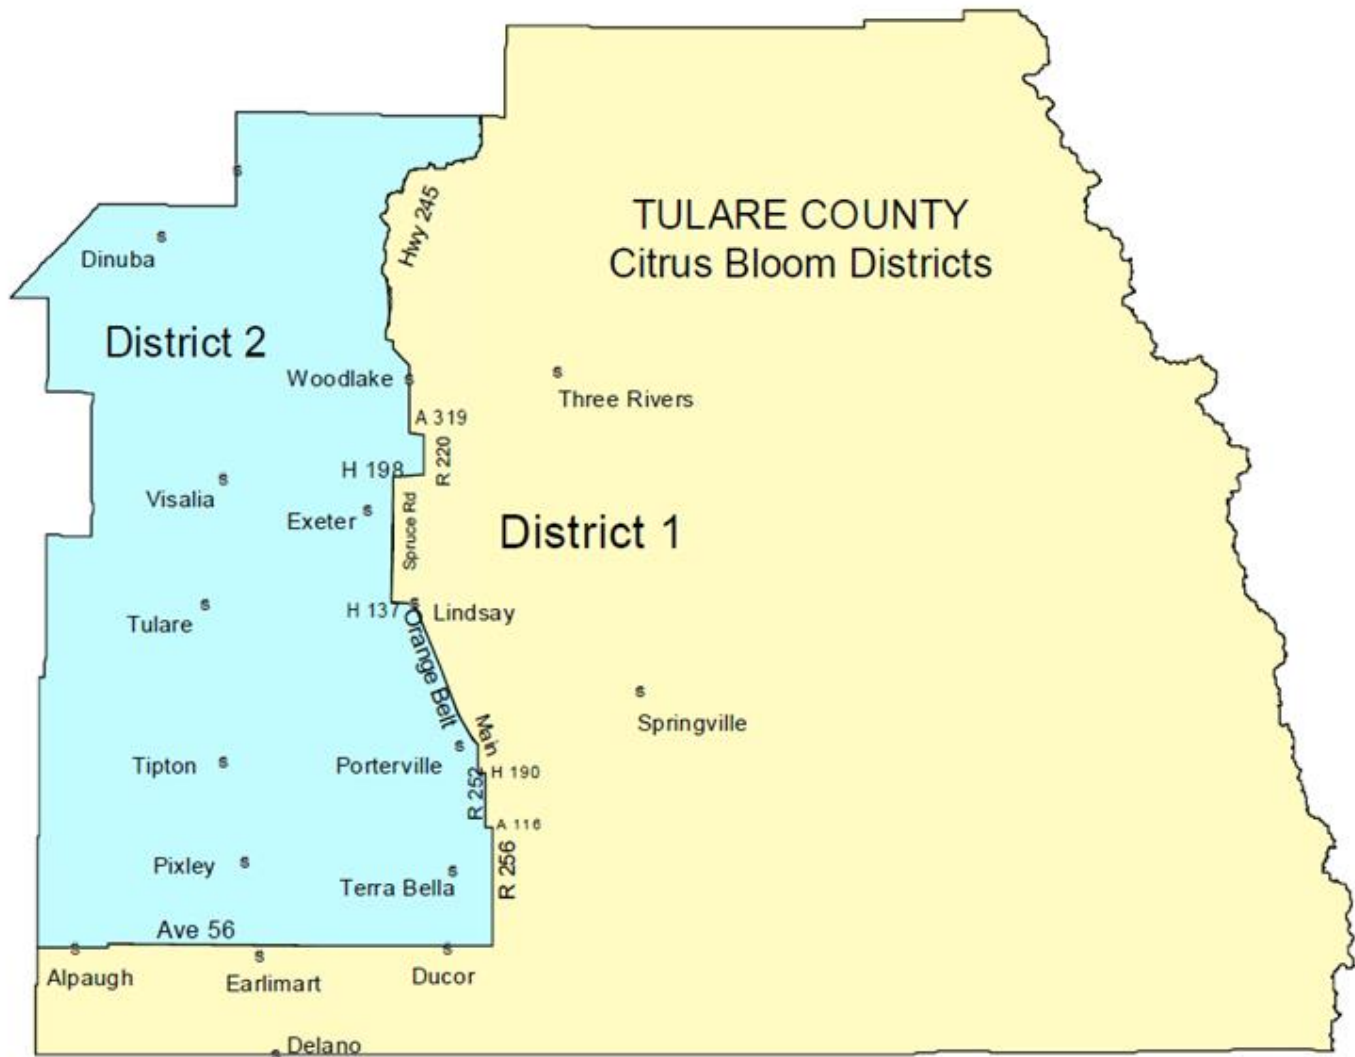 TULARE COUNTY
Citrus Bloom Districts
Hwy 245
s
s
Dinuba
District 2
Woodlake s
s
Three Rivers
A 319
R 220
H 198
s
Visalia
Exeter s
Spruce Rd
District 1
s
Tulare
H 137 s
Lindsay
Orange Belt
s
Springville
Main
Tipton s
Porterville s
H 190
R 252
A 116
Pixley s
s
Terra Bella
R 256
Ave 56
s
Alpaugh
s
Earlimart
s
Ducor
s Delano